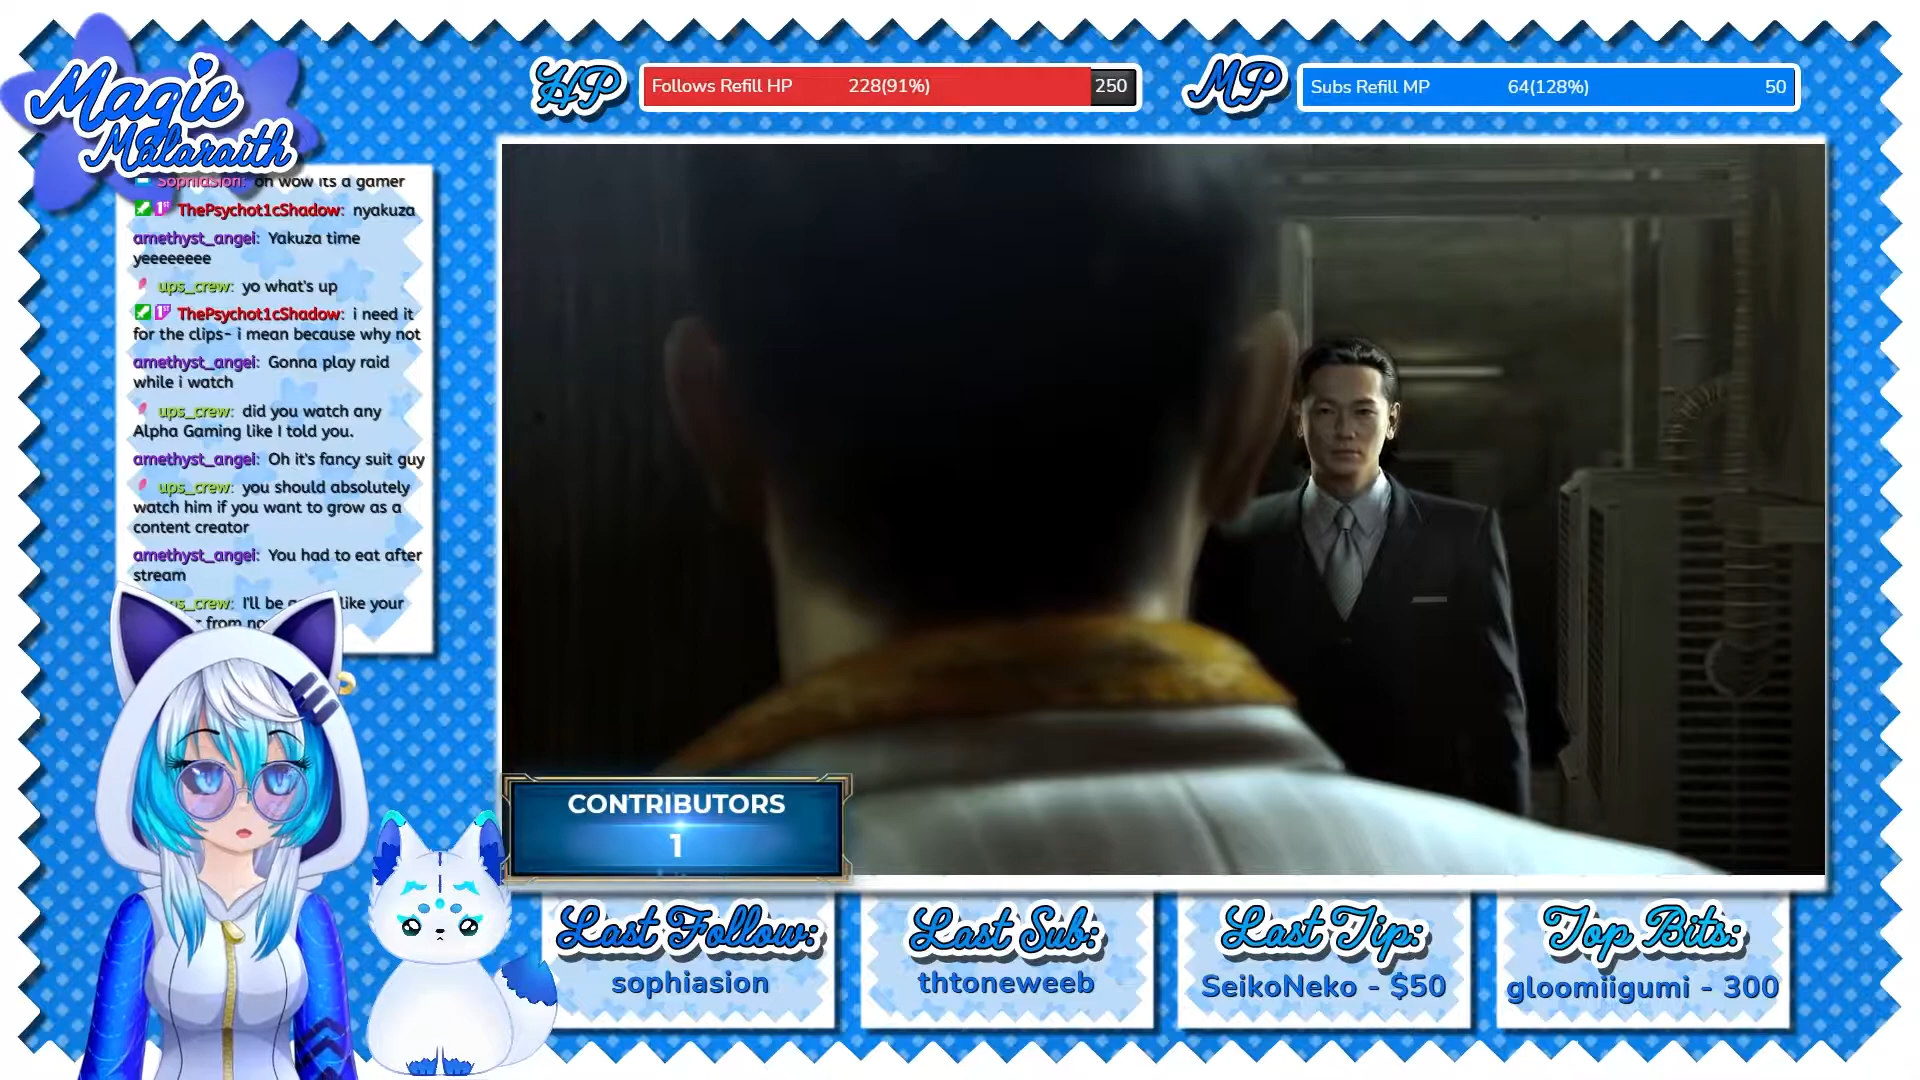 Magic
Malaraith
HP
Follows Refill HP 228(91%) 250
MP
Subs Refill MP 64(128%) 50
SophiaSion: oh wow its a gamer
ThePsychot1cShadow: nyakuza
amethyst_angel: Yakuza time
yeeeeeeee
ups_crew: yo what's up
ThePsychot1cShadow: i need it
for the clips- i mean because why not
amethyst_angel: Gonna play raid
while i watch
ups_crew: did you watch any
Alpha Gaming like I told you.
amethyst_angel: Oh it's fancy suit guy
ups_crew: you should absolutely
watch him if you want to grow as a
content creator
amethyst_angel: You had to eat after
stream
I'll be like your
from
CONTRIBUTORS
1
Last Follow:
sophiasion
Last Sub:
thtoneweeb
Last Tip:
SeikoNeko - $50
Top Bits:
gloomiigumi - 300